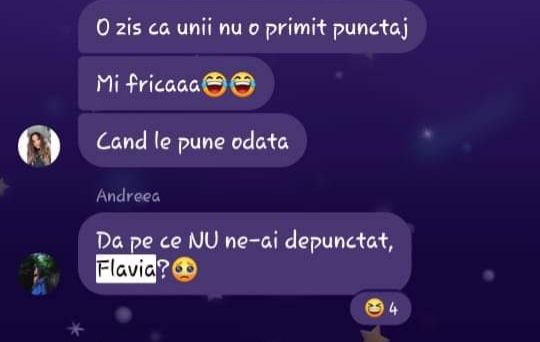 O zis ca unii nu o primit punctaj
Mi fricaaa😂😂
Cand le pune odata
Andreea
Da pe ce NU ne-ai depunctat,
Flavia?😢
😆 4